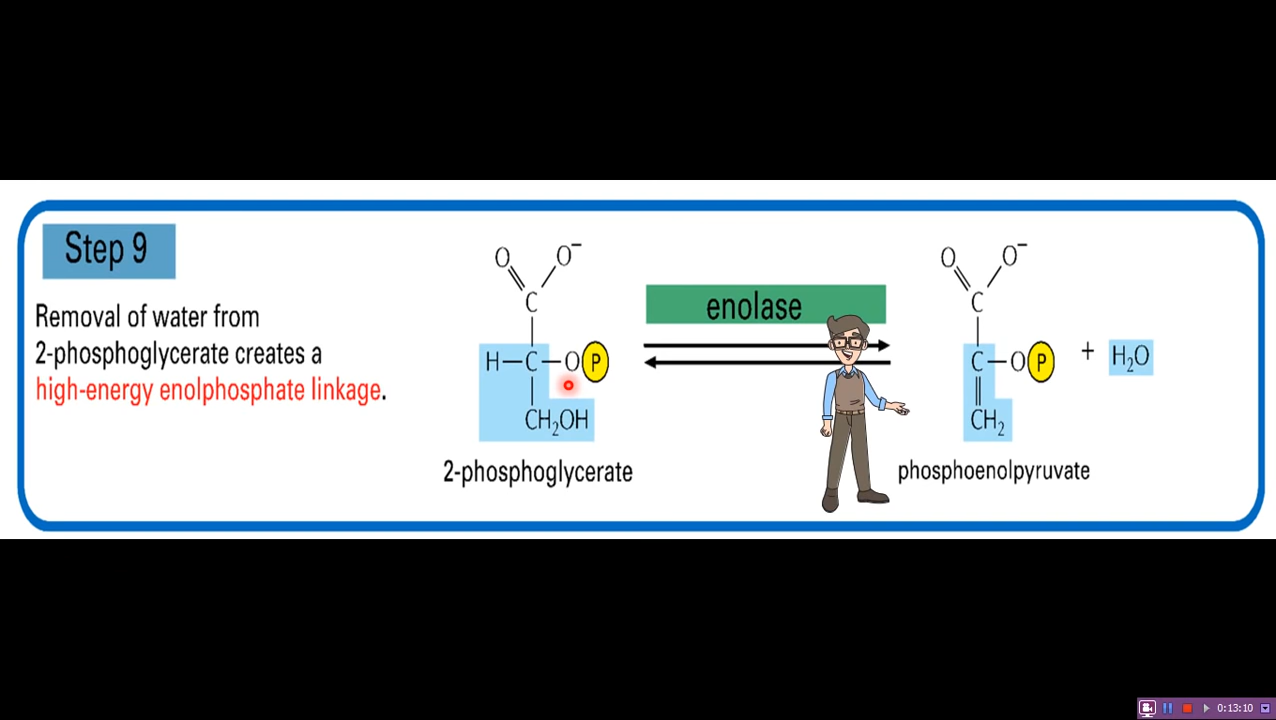 Step 9
Removal of water from
2-phosphoglycerate creates a
high-energy enolphosphate linkage.
O O⁻
C
H—C—O P
CH₂OH
2-phosphoglycerate
enolase
O O⁻
C
C—O P + H₂O
CH₂
phosphoenolpyruvate
0:13:10